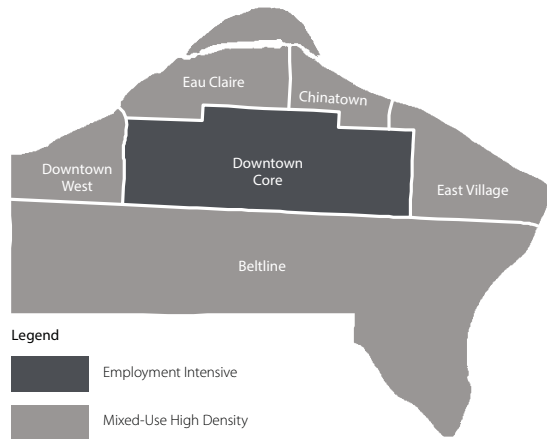 Eau Claire
Chinatown
Downtown
West
Downtown
Core
East Village
Beltline
Legend
Employment Intensive
Mixed-Use High Density